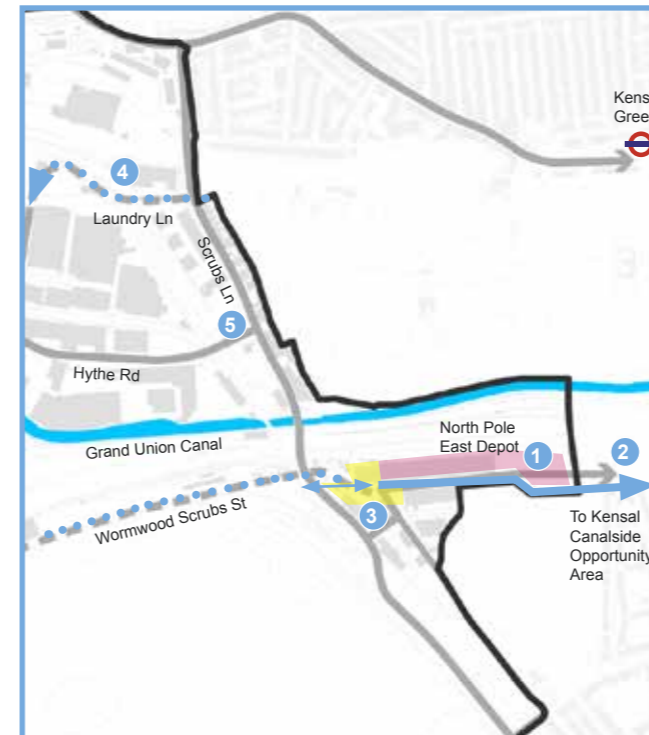 Kens
Gree
4
Laundry Ln
Scrubs Ln
5
Hythe Rd
Grand Union Canal
North Pole
East Depot
1
2
Wormwood Scrubs St
3
To Kensal
Canalside
Opportunity
Area